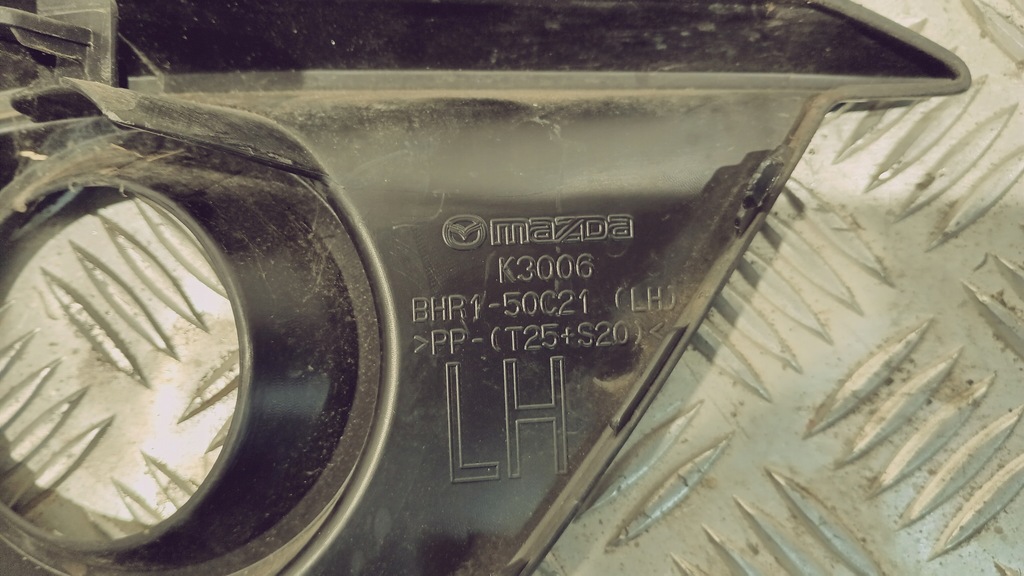 mazda
K3006
BHR1-50C21 (LH)
>PP-(T25+S20)<
LH